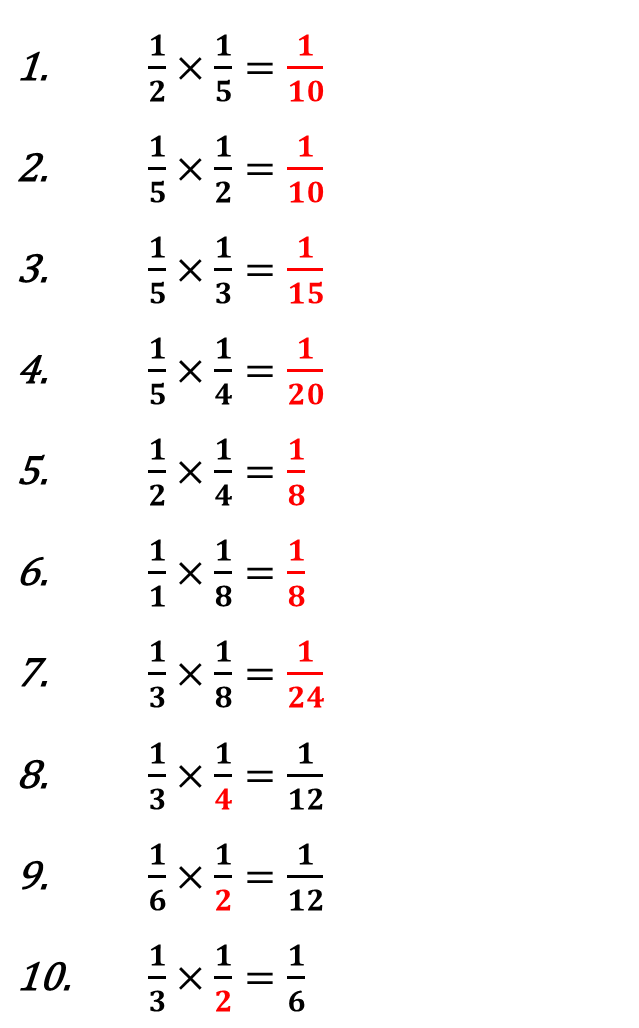 1. 1/2 × 1/5 = 1/10
2. 1/5 × 1/2 = 1/10
3. 1/5 × 1/3 = 1/15
4. 1/5 × 1/4 = 1/20
5. 1/2 × 1/4 = 1/8
6. 1/1 × 1/8 = 1/8
7. 1/3 × 1/8 = 1/24
8. 1/3 × 1/4 = 1/12
9. 1/6 × 1/2 = 1/12
10. 1/3 × 1/2 = 1/6